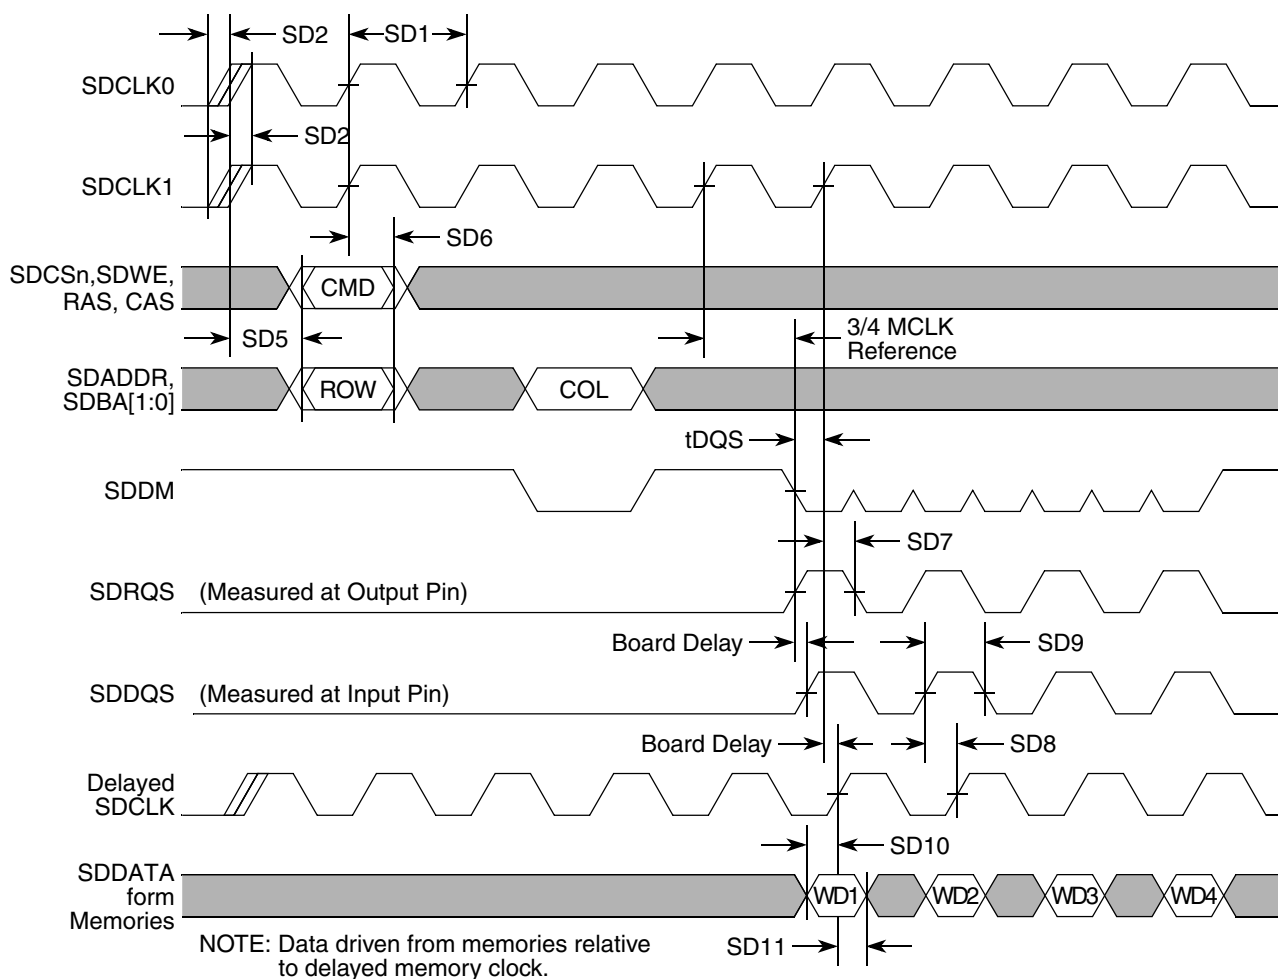 SD2
SD1
SDCLK0
SD2
SDCLK1
SD6
SDCSn,SDWE,
RAS, CAS
CMD
SD5
3/4 MCLK
Reference
SDADDR,
SDBA[1:0]
ROW
COL
tDQS
SDDM
SD7
SDRQS
(Measured at Output Pin)
Board Delay
SD9
SDDQS
(Measured at Input Pin)
Board Delay
SD8
Delayed
SDCLK
SD10
SDDATA
form
Memories
WD1
WD2
WD3
WD4
NOTE: Data driven from memories relative
to delayed memory clock.
SD11